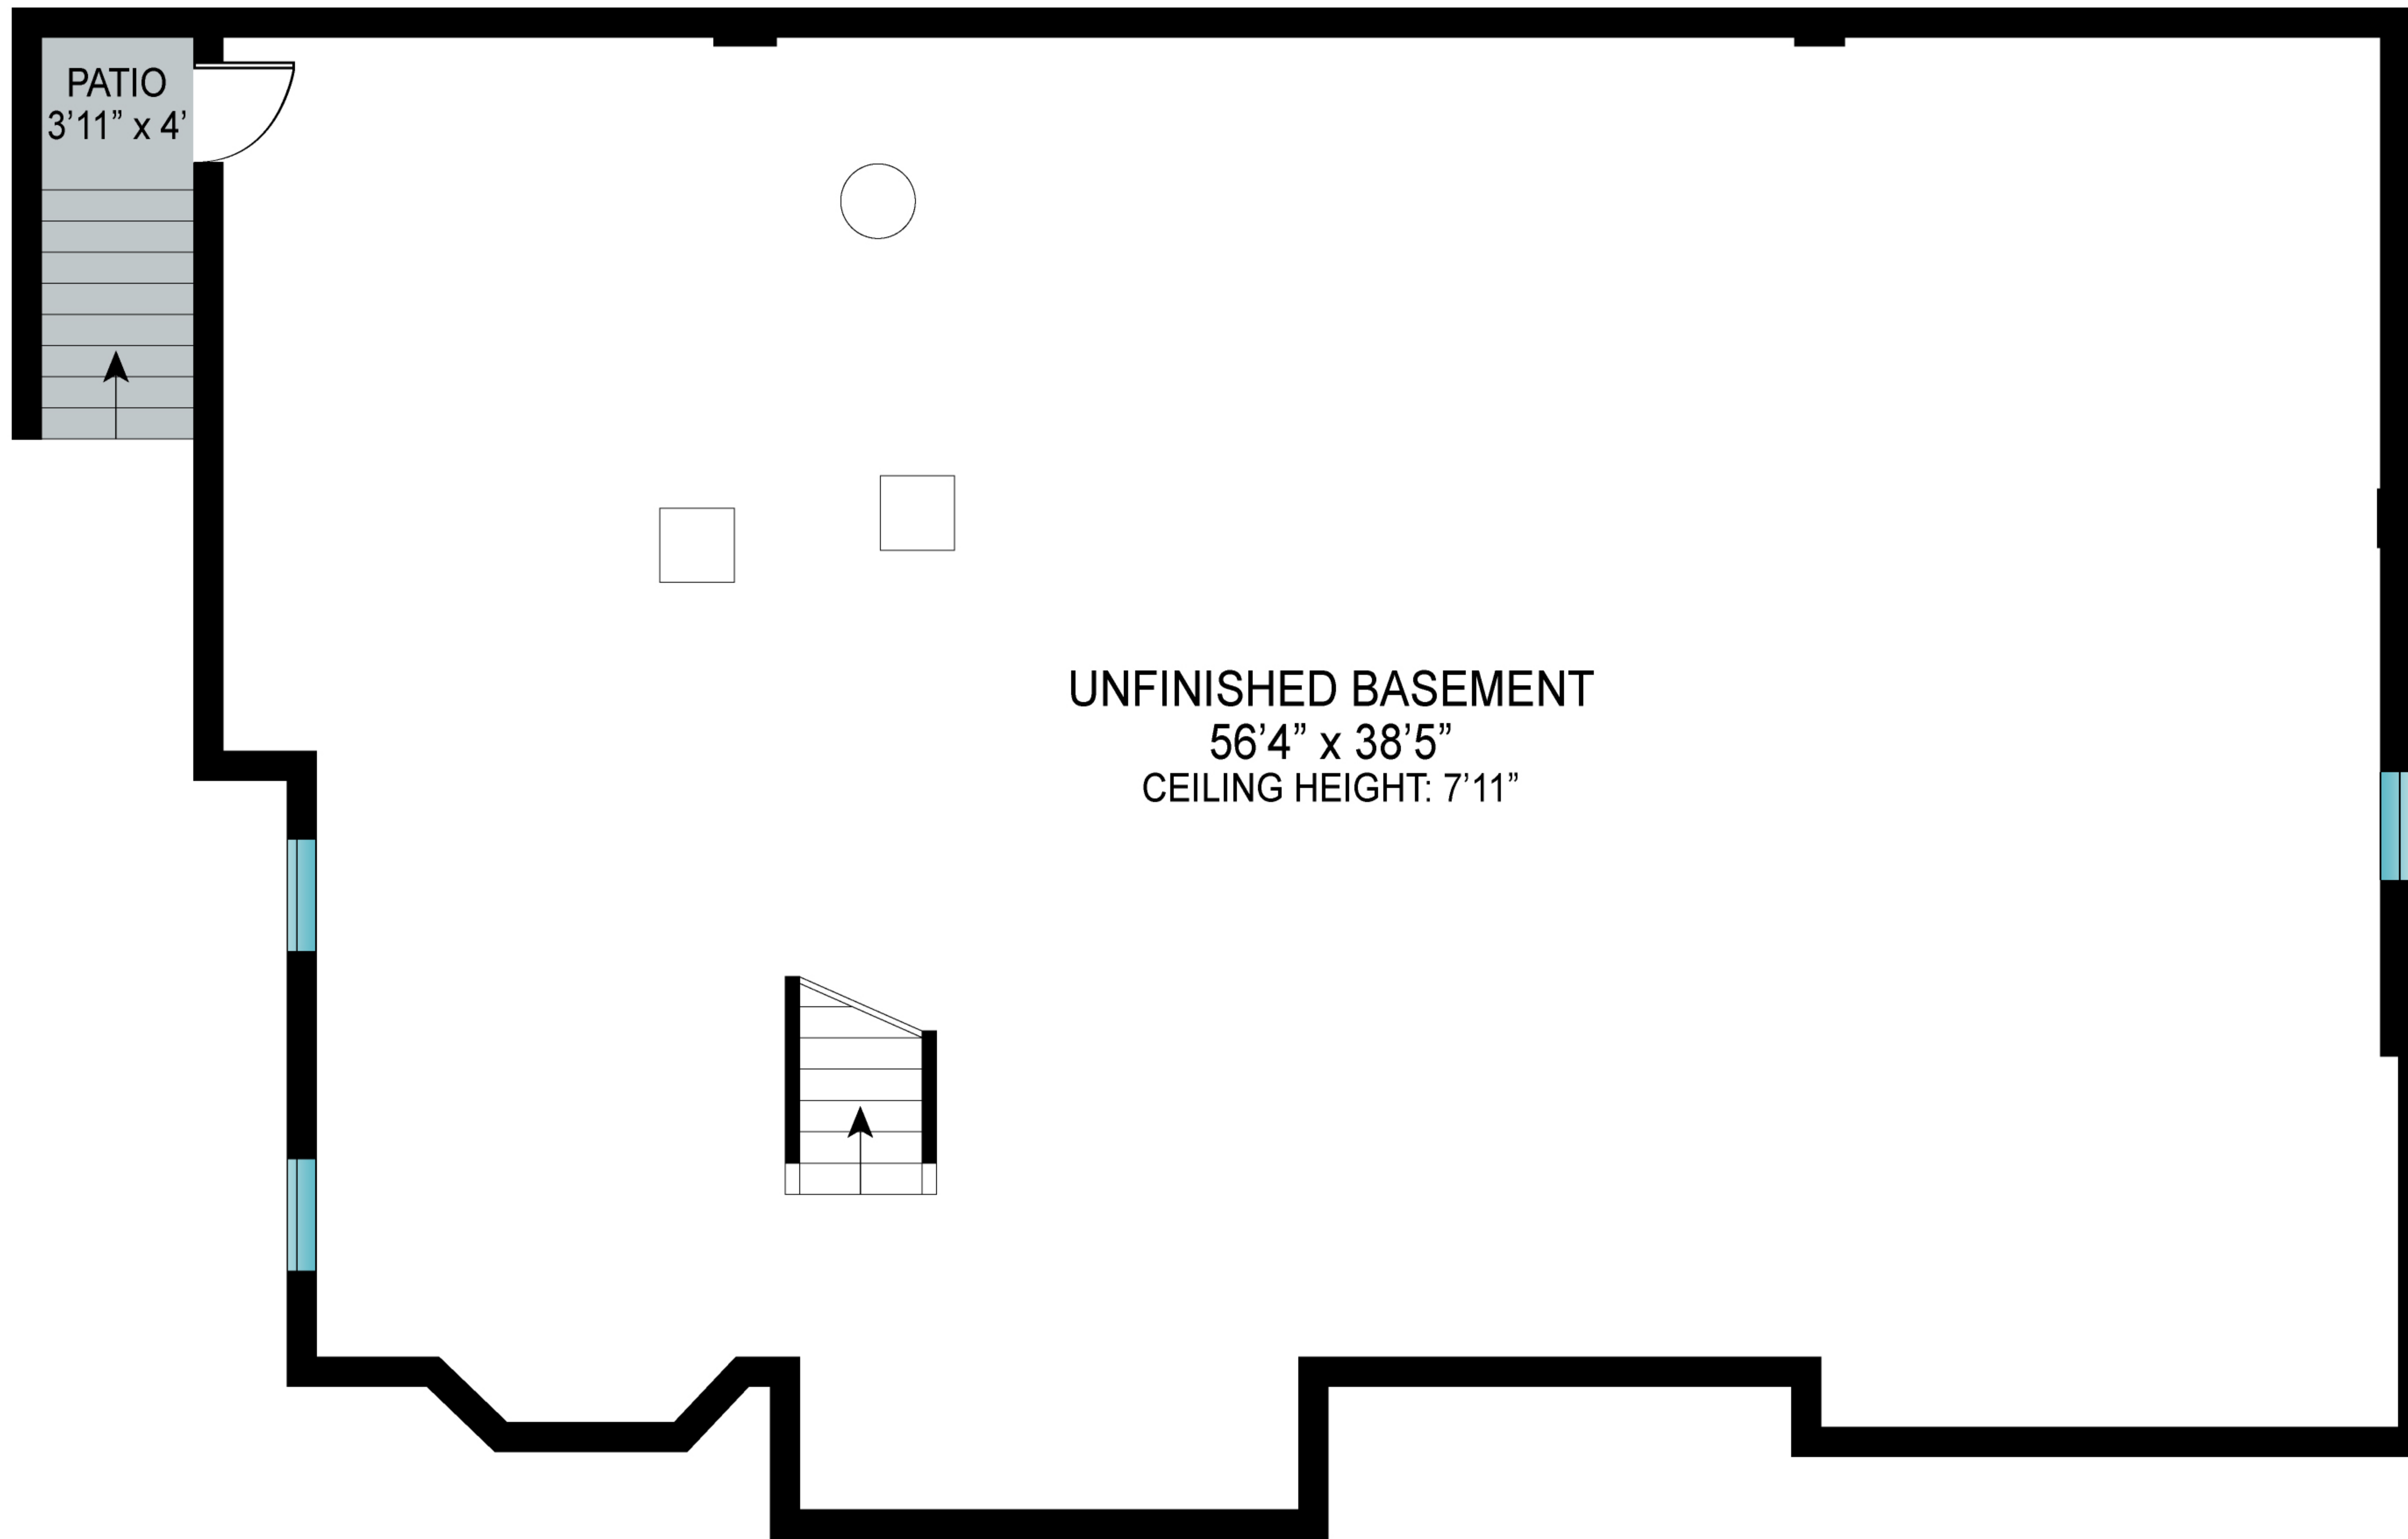 PATIO
3’11” x 4’
UNFINISHED BASEMENT
56’4” x 38’5”
CEILING HEIGHT: 7’11”